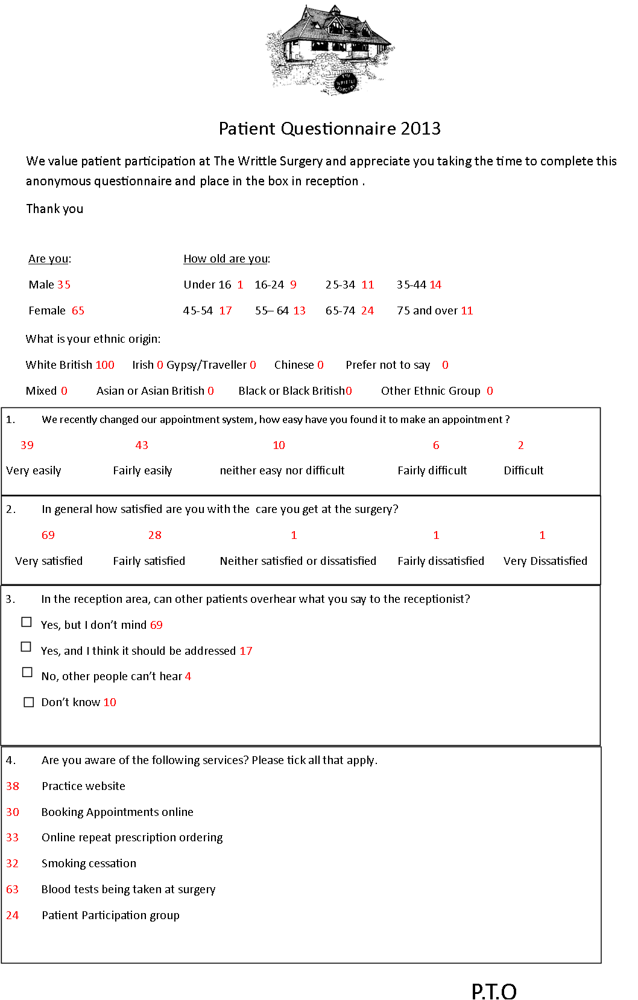 THE
WRITTLE
SURGERY
Patient Questionnaire 2013
We value patient participation at The Writtle Surgery and appreciate you taking the time to complete this
anonymous questionnaire and place in the box in reception .
Thank you
Are you: How old are you:
Male 35 Under 16 1 16-24 9 25-34 11 35-44 14
Female 65 45-54 17 55– 64 13 65-74 24 75 and over 11
What is your ethnic origin:
White British 100 Irish 0 Gypsy/Traveller 0 Chinese 0 Prefer not to say 0
Mixed 0 Asian or Asian British 0 Black or Black British0 Other Ethnic Group 0
1. We recently changed our appointment system, how easy have you found it to make an appointment ?
39 43 10 6 2
Very easily Fairly easily neither easy nor difficult Fairly difficult Difficult
2. In general how satisfied are you with the care you get at the surgery?
69 28 1 1 1
Very satisfied Fairly satisfied Neither satisfied or dissatisfied Fairly dissatisfied Very Dissatisfied
3. In the reception area, can other patients overhear what you say to the receptionist?
Yes, but I don’t mind 69
Yes, and I think it should be addressed 17
No, other people can’t hear 4
Don’t know 10
4. Are you aware of the following services? Please tick all that apply.
38 Practice website
30 Booking Appointments online
33 Online repeat prescription ordering
32 Smoking cessation
63 Blood tests being taken at surgery
24 Patient Participation group
P.T.O